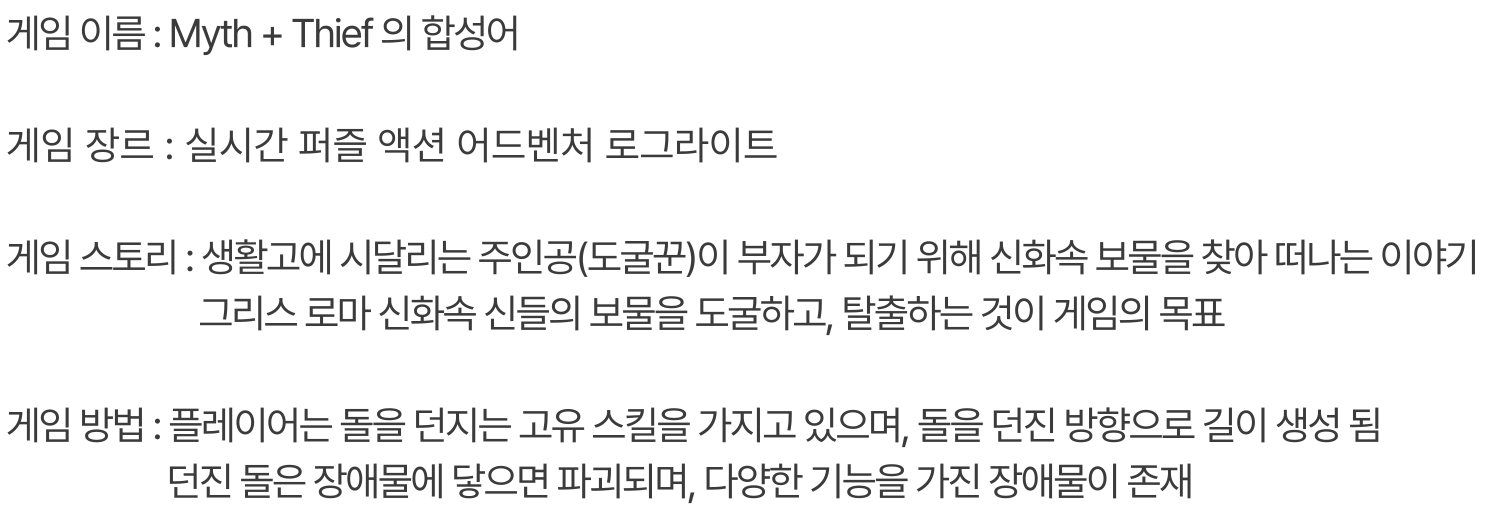 게임 이름 : Myth + Thief 의 합성어
게임 장르 : 실시간 퍼즐 액션 어드벤처 로그라이트
게임 스토리 : 생활고에 시달리는 주인공(도굴꾼)이 부자가 되기 위해 신화속 보물을 찾아 떠나는 이야기
그리스 로마 신화속 신들의 보물을 도굴하고, 탈출하는 것이 게임의 목표
게임 방법 : 플레이어는 돌을 던지는 고유 스킬을 가지고 있으며, 돌을 던진 방향으로 길이 생성 됨
던진 돌은 장애물에 닿으면 파괴되며, 다양한 기능을 가진 장애물이 존재